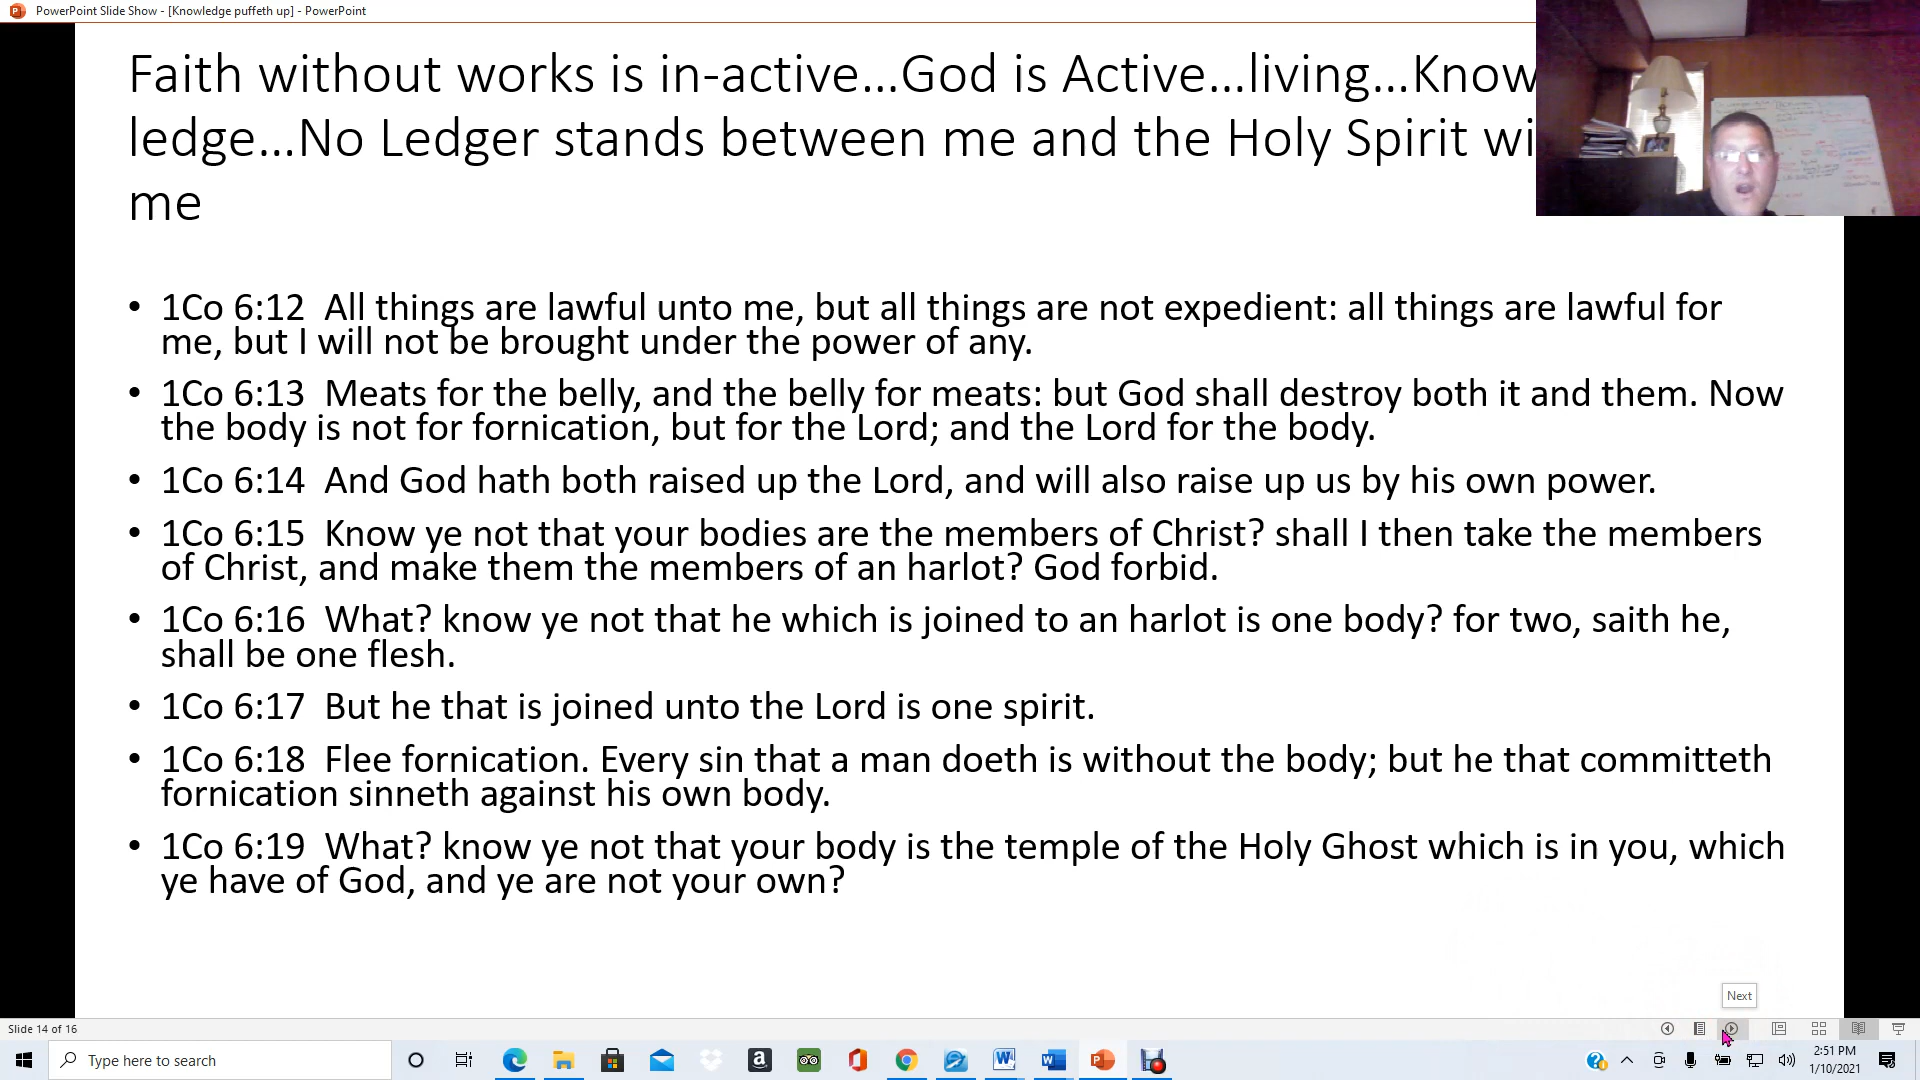 PowerPoint Slide Show - [Knowledge puffeth up] - PowerPoint
Faith without works is in-active...God is Active...living...Know
ledge...No Ledger stands between me and the Holy Spirit wi
me
• 1Co 6:12 All things are lawful unto me, but all things are not expedient: all things are lawful for
me, but I will not be brought under the power of any.
• 1Co 6:13 Meats for the belly, and the belly for meats: but God shall destroy both it and them. Now
the body is not for fornication, but for the Lord; and the Lord for the body.
• 1Co 6:14 And God hath both raised up the Lord, and will also raise up us by his own power.
• 1Co 6:15 Know ye not that your bodies are the members of Christ? shall I then take the members
of Christ, and make them the members of an harlot? God forbid.
• 1Co 6:16 What? know ye not that he which is joined to an harlot is one body? for two, saith he,
shall be one flesh.
• 1Co 6:17 But he that is joined unto the Lord is one spirit.
• 1Co 6:18 Flee fornication. Every sin that a man doeth is without the body; but he that committeth
fornication sinneth against his own body.
• 1Co 6:19 What? know ye not that your body is the temple of the Holy Ghost which is in you, which
ye have of God, and ye are not your own?
Next
Slide 14 of 16
Type here to search
2:51 PM
1/10/2021